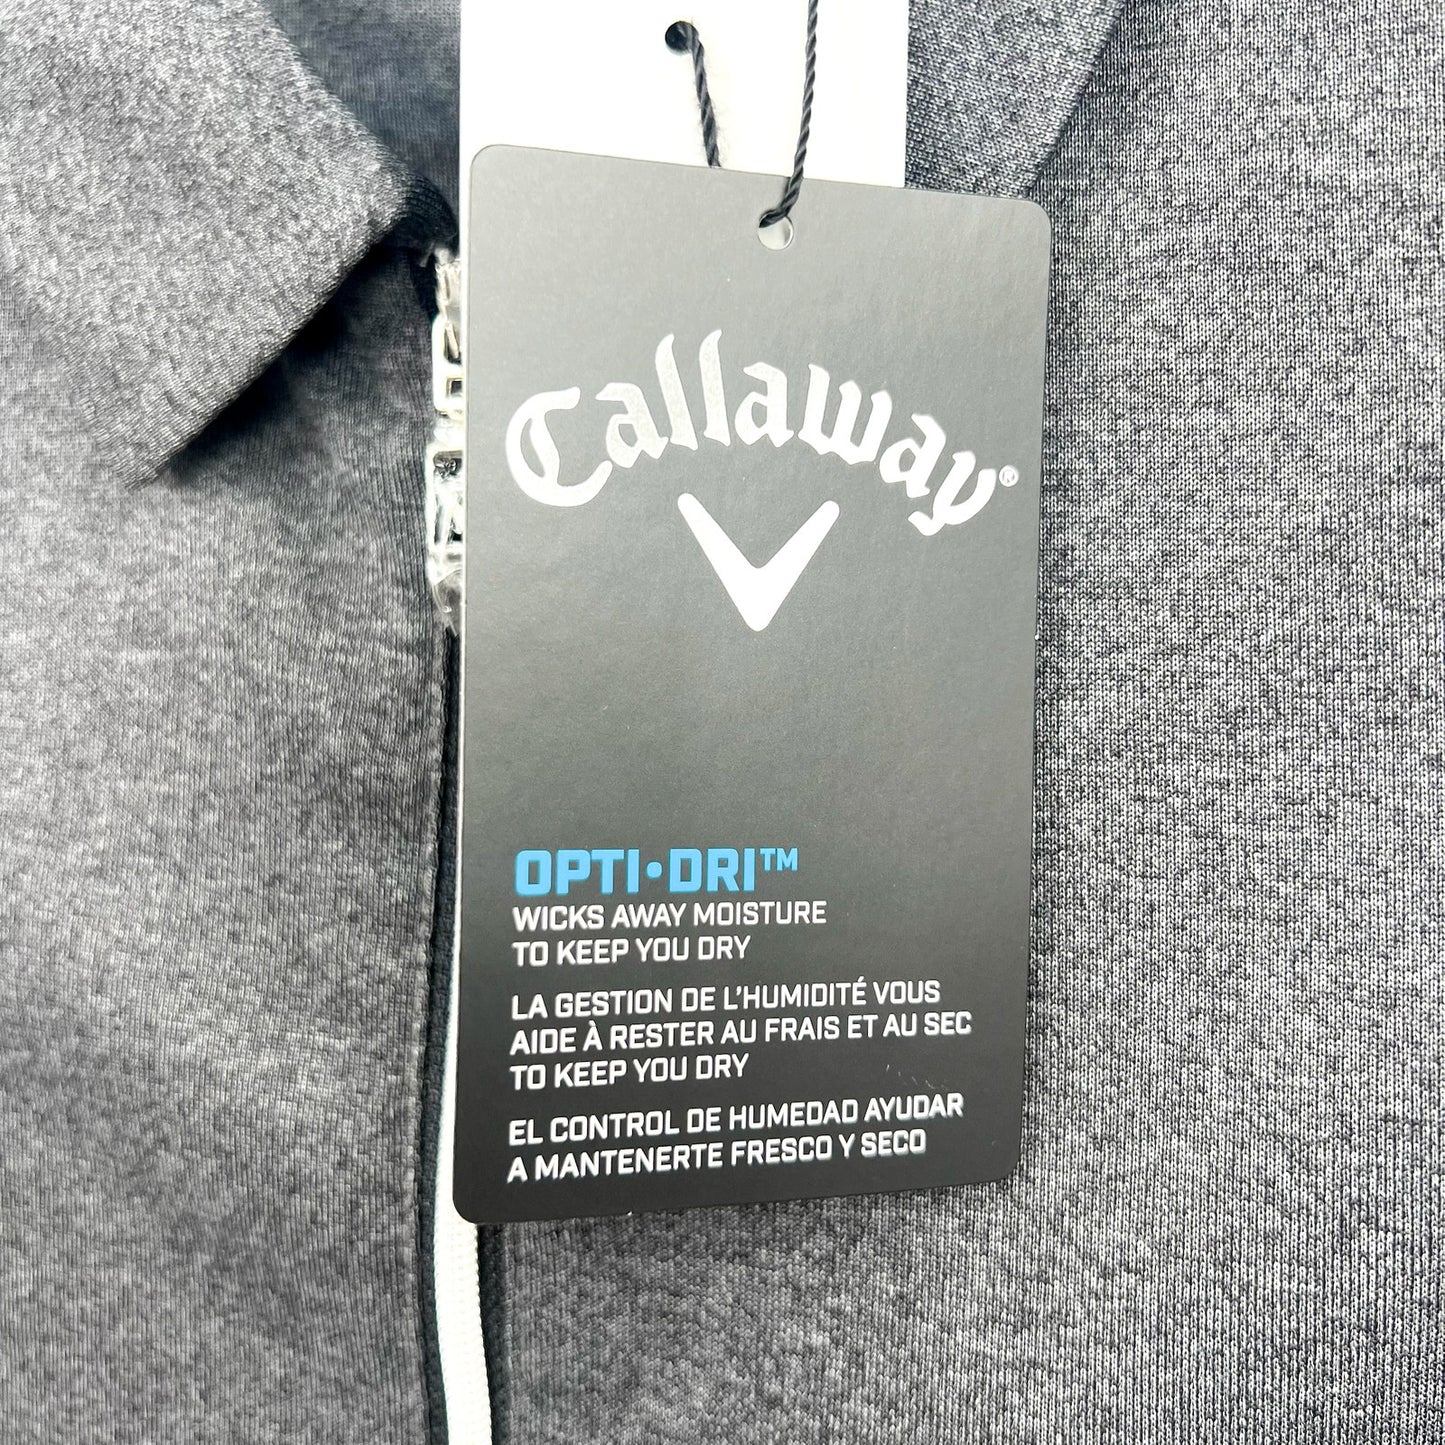 Callaway®
OPTI•DRI™
WICKS AWAY MOISTURE
TO KEEP YOU DRY
LA GESTION DE L'HUMIDITÉ VOUS
AIDE À RESTER AU FRAIS ET AU SEC
TO KEEP YOU DRY
EL CONTROL DE HUMEDAD AYUDAR
A MANTENERTE FRESCO Y SECO